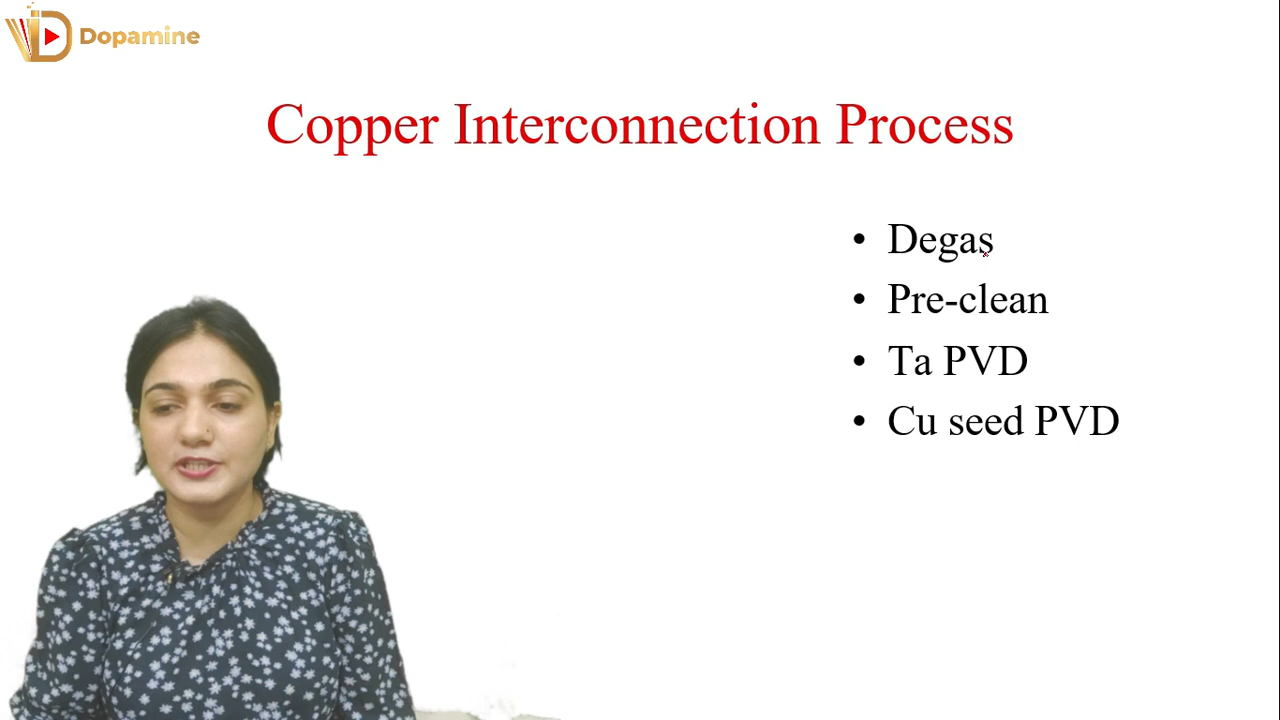 Dopamine
Copper Interconnection Process
• Degas
• Pre-clean
• Ta PVD
• Cu seed PVD